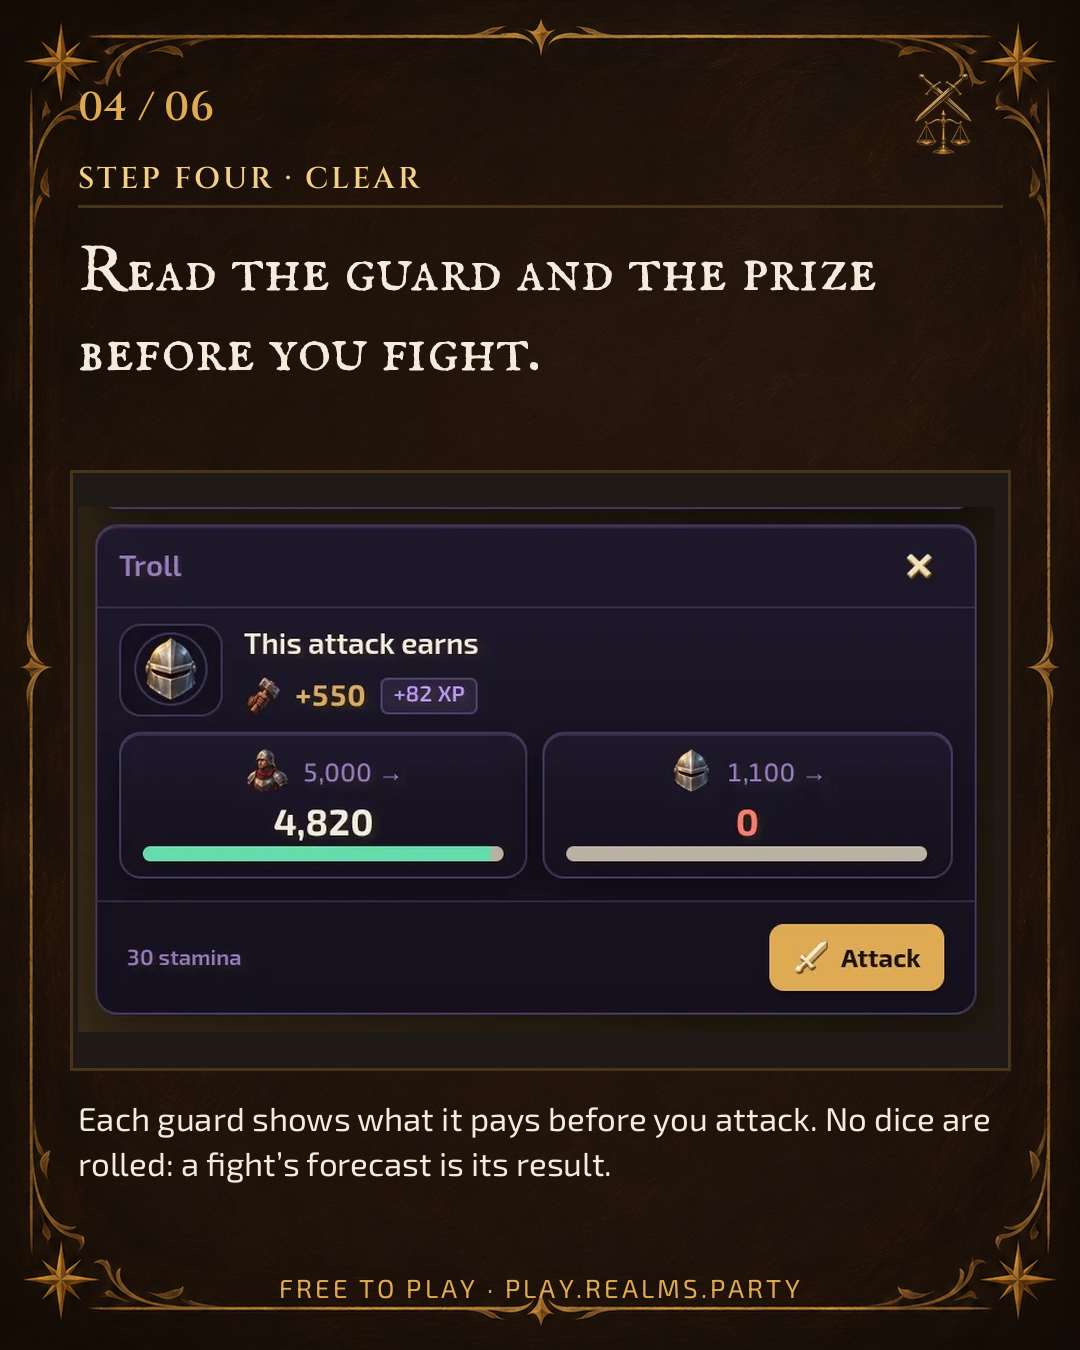 04 / 06
STEP FOUR · CLEAR
Read the guard and the prize
before you fight.
Troll
This attack earns
+550 +82 XP
5,000 →
4,820
1,100 →
0
30 stamina
Attack
Each guard shows what it pays before you attack. No dice are
rolled: a fight’s forecast is its result.
FREE TO PLAY · PLAY.REALMS.PARTY